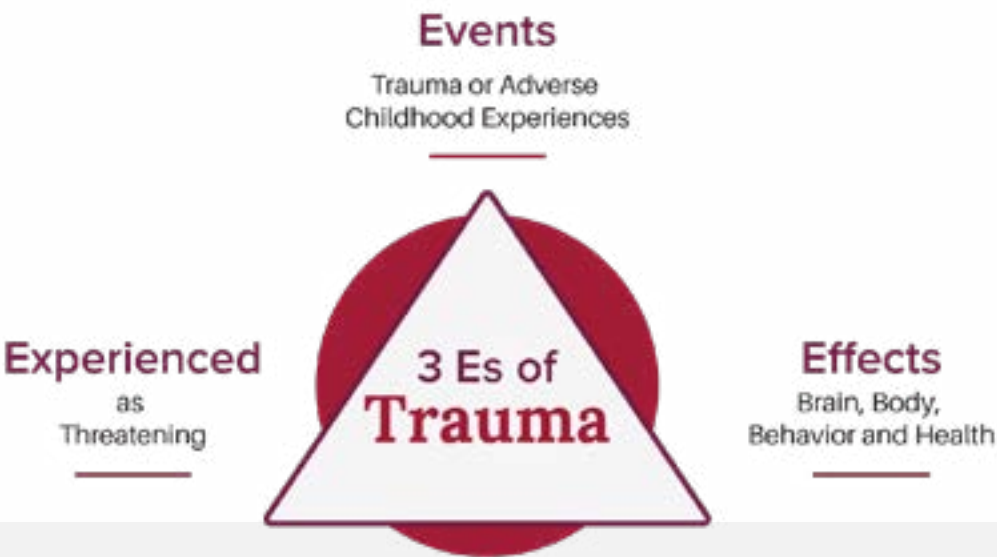 Events
Trauma or Adverse
Childhood Experiences
Experienced
as
Threatening
3 Es of
Trauma
Effects
Brain, Body,
Behavior and Health